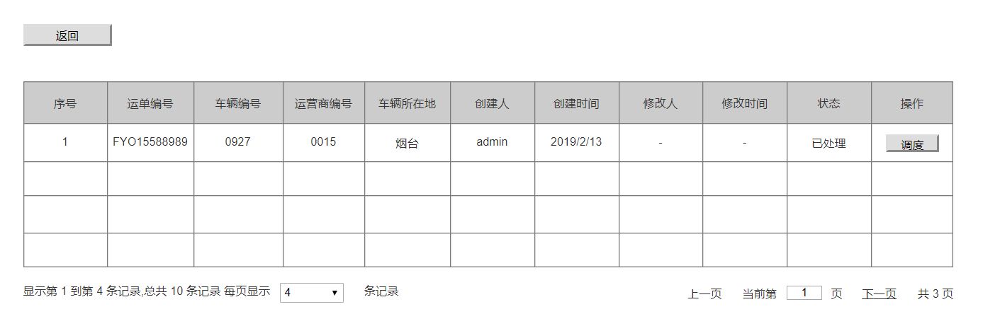 返回
序号 运单编号 车辆编号 运营商编号 车辆所在地 创建人 创建时间 修改人 修改时间 状态 操作
1 FYO15588989 0927 0015 烟台 admin 2019/2/13 - - 已处理 调度
显示第 1 到第 4 条记录,总共 10 条记录 每页显示 4 条记录 上一页 当前第 1 页 下一页 共 3 页